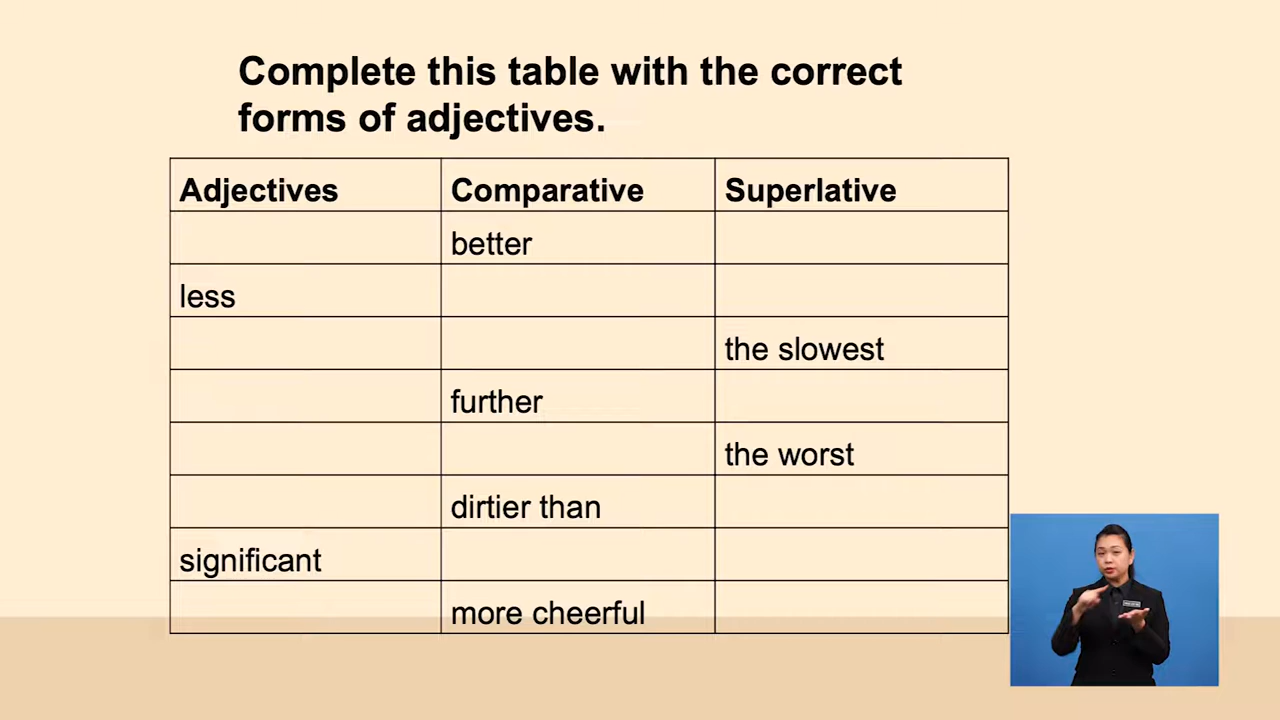 Complete this table with the correct
forms of adjectives.
Adjectives Comparative Superlative
better
less
the slowest
further
the worst
dirtier than
significant
more cheerful